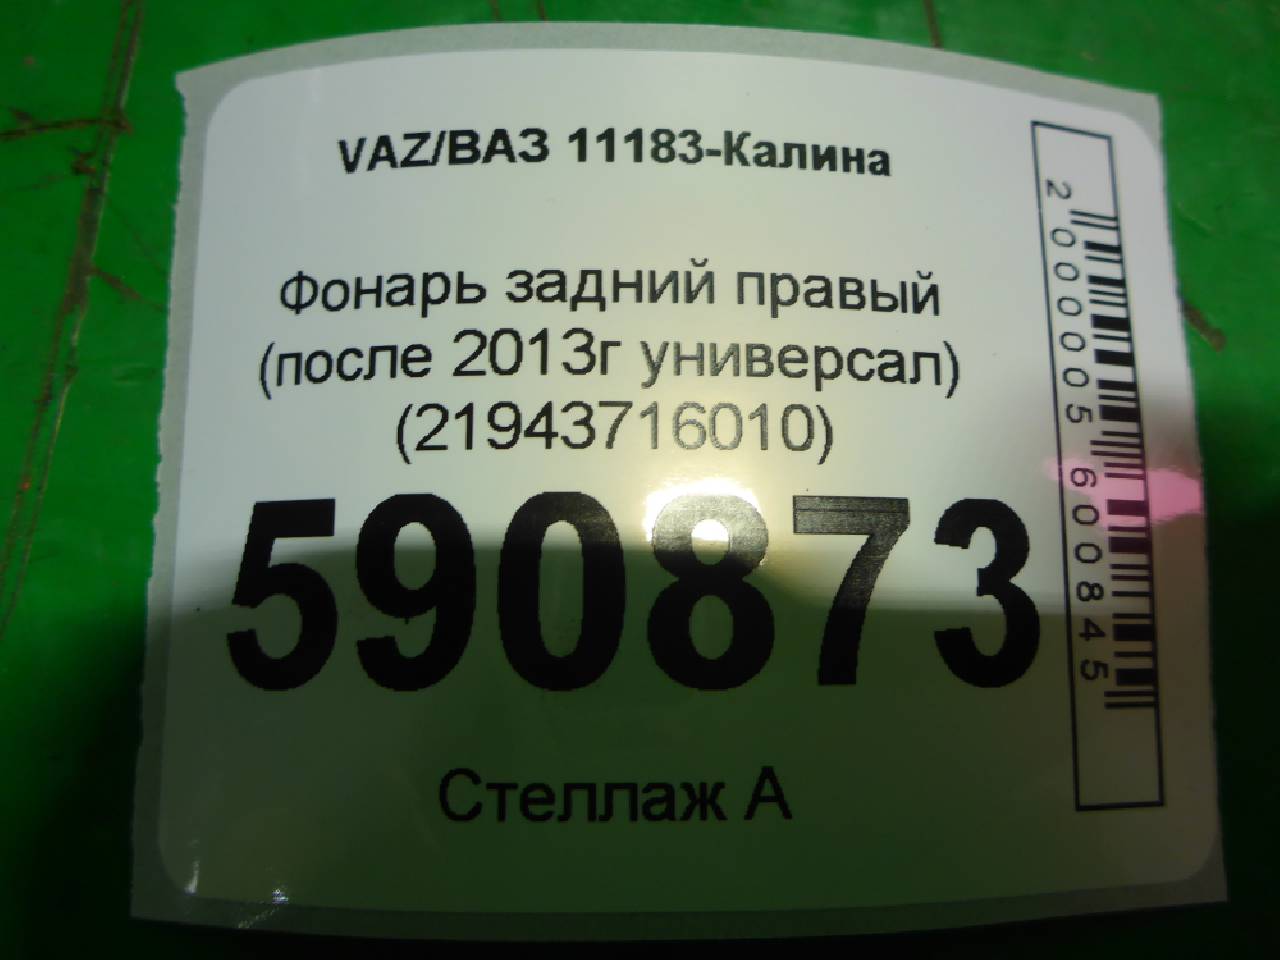 VAZ/ВАЗ 11183-Калина
Фонарь задний правый
(после 2013г универсал)
(21943716010)
590873
Стеллаж А
2000005600845